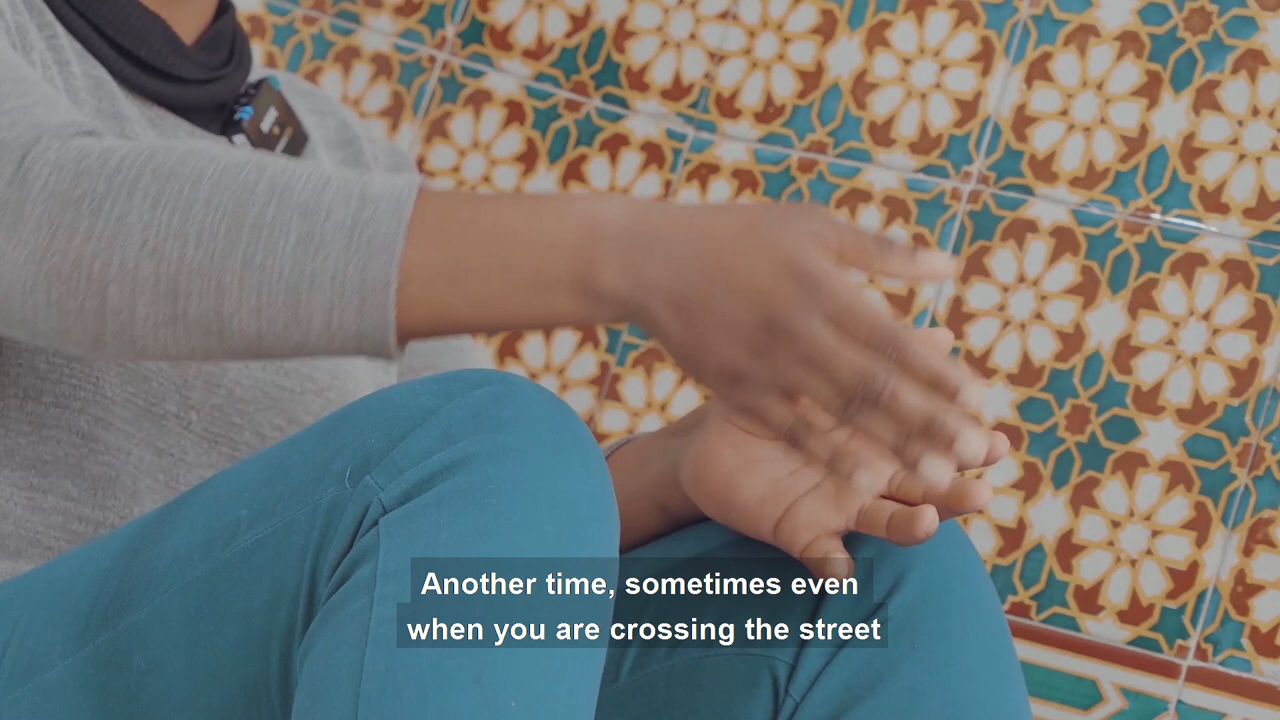 Another time, sometimes even
when you are crossing the street